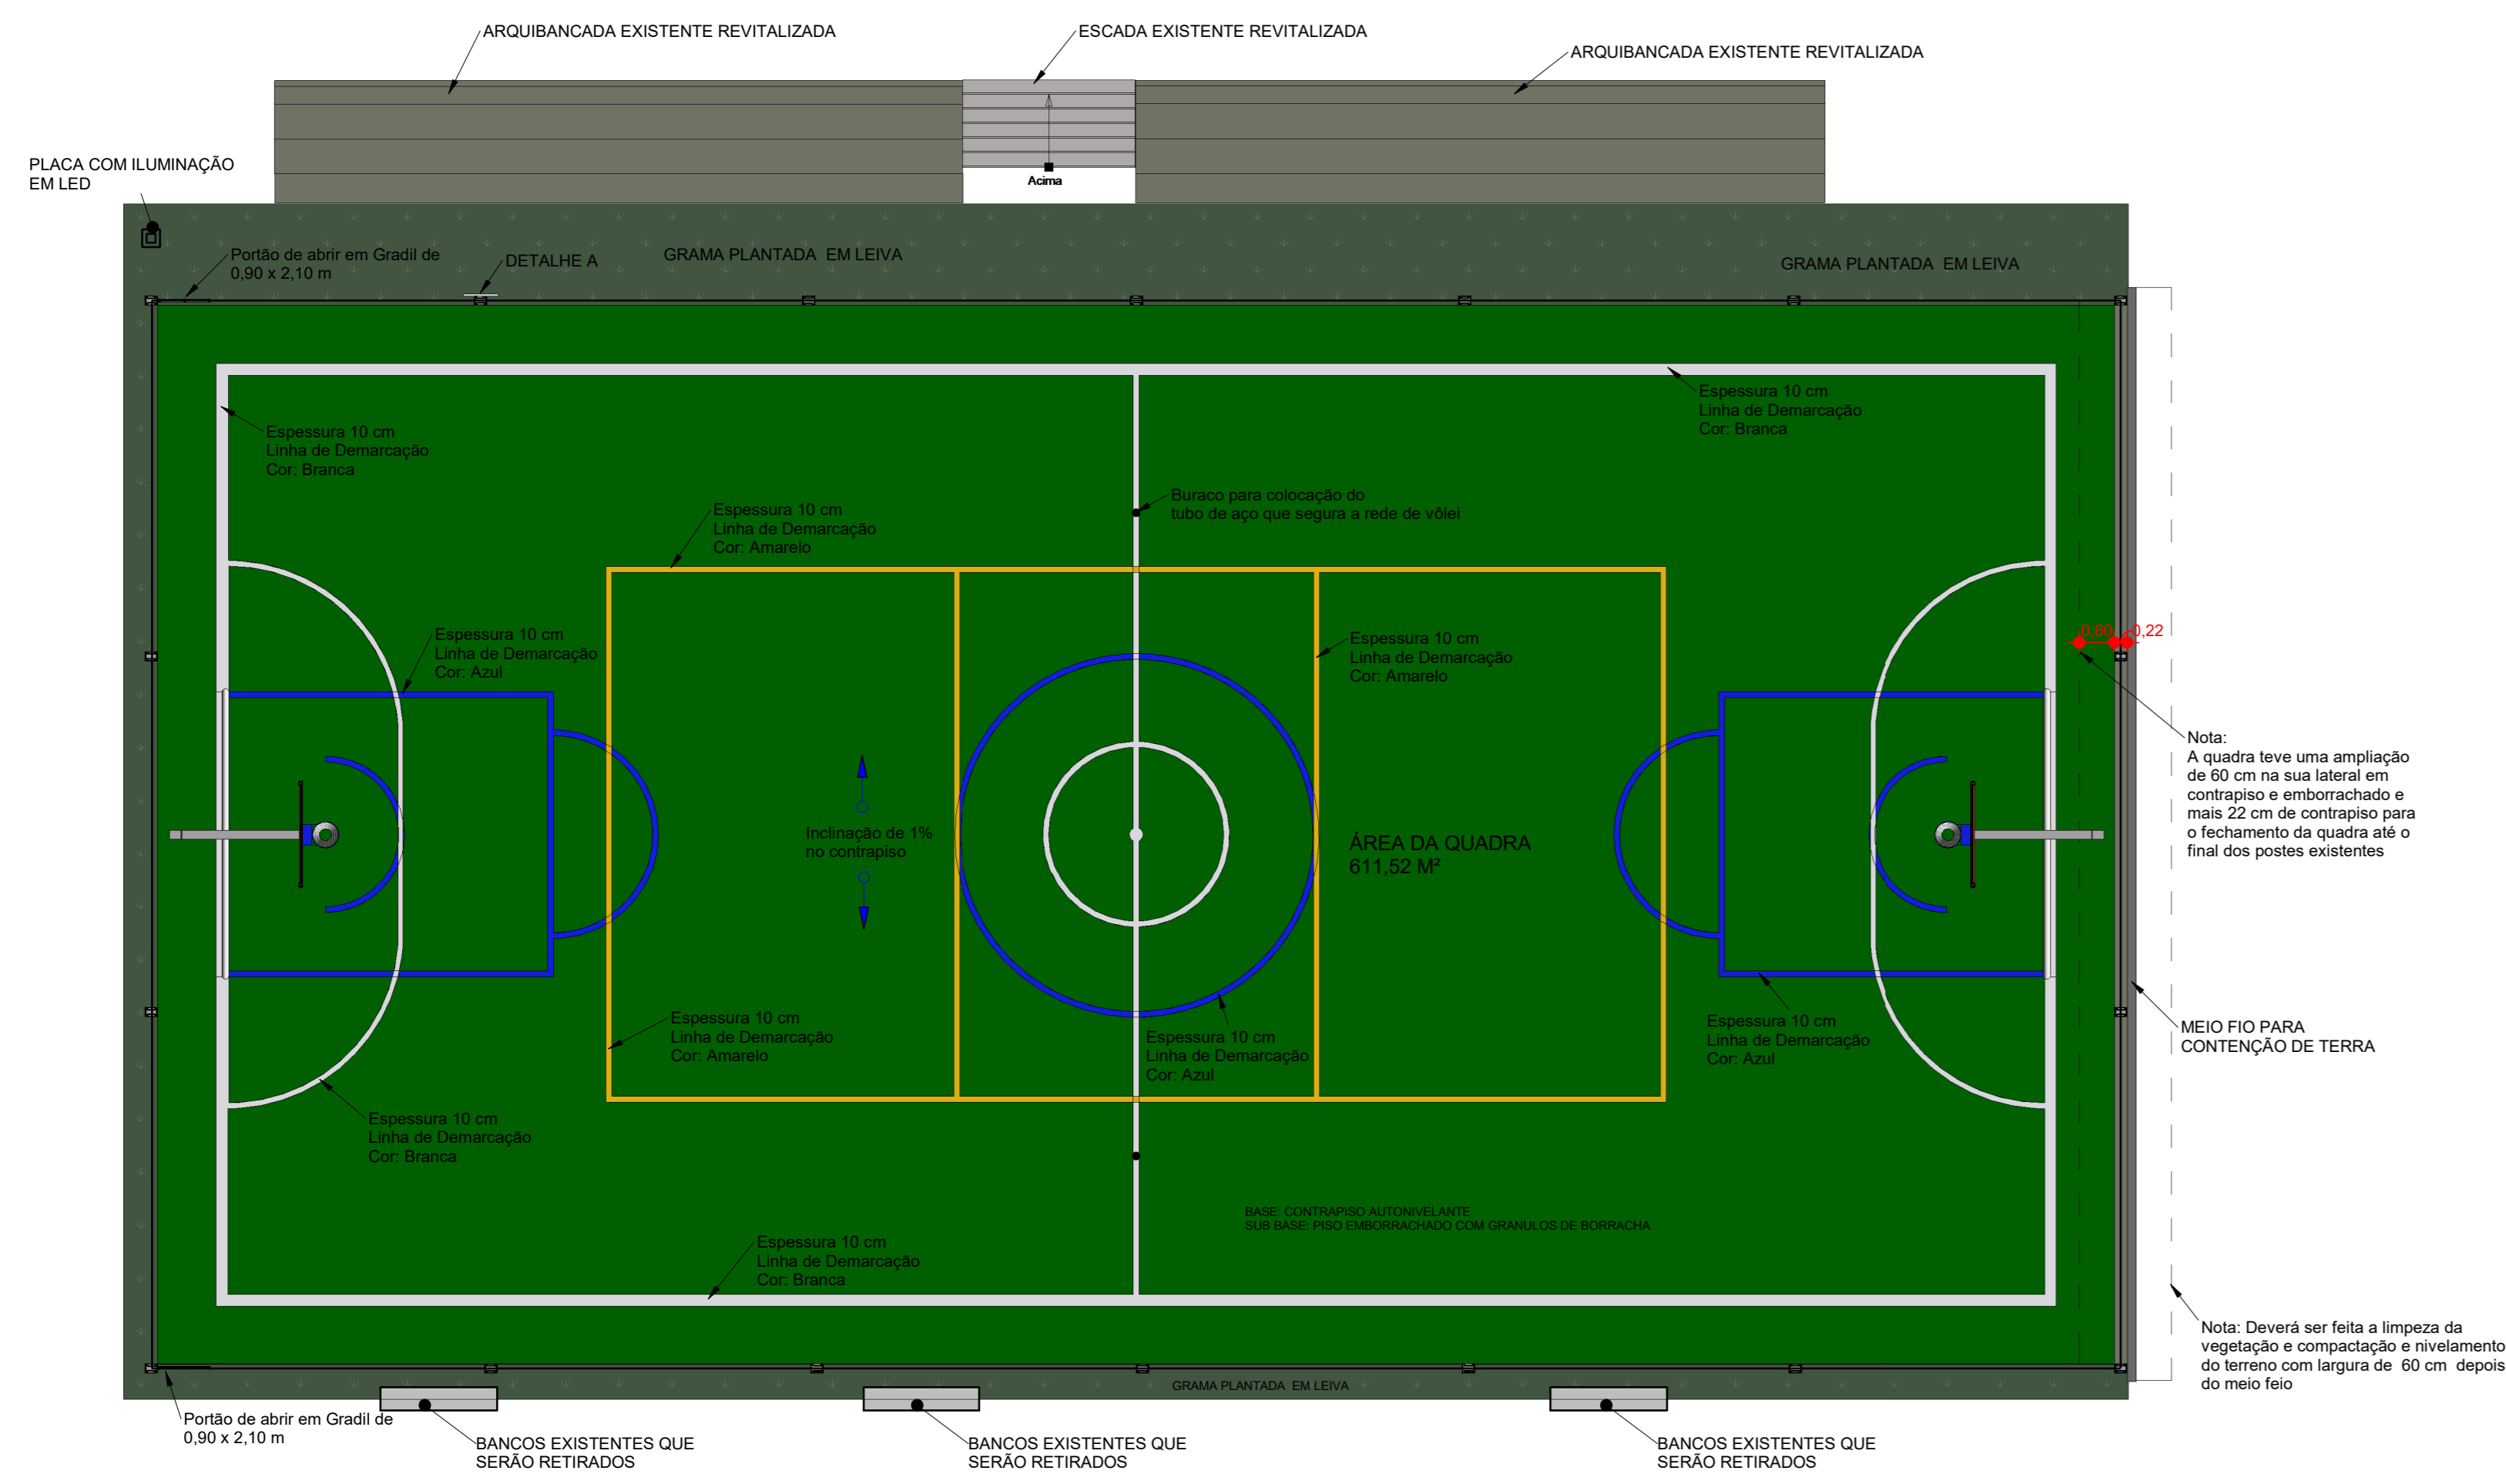 ARQUIBANCADA EXISTENTE REVITALIZADA
ESCADA EXISTENTE REVITALIZADA
ARQUIBANCADA EXISTENTE REVITALIZADA
PLACA COM ILUMINAÇÃO
EM LED
Acima
Portão de abrir em Gradil de
0,90 x 2,10 m
DETALHE A
GRAMA PLANTADA EM LEIVA
GRAMA PLANTADA EM LEIVA
Espessura 10 cm
Linha de Demarcação
Cor: Branca
Espessura 10 cm
Linha de Demarcação
Cor: Branca
Buraco para colocação do
tubo de aço que segura a rede de vôlei
Espessura 10 cm
Linha de Demarcação
Cor: Amarelo
Espessura 10 cm
Linha de Demarcação
Cor: Azul
Espessura 10 cm
Linha de Demarcação
Cor: Amarelo
0,60
0,22
Nota:
A quadra teve uma ampliação
de 60 cm na sua lateral em
contrapiso e emborrachado e
mais 22 cm de contrapiso para
o fechamento da quadra até o
final dos postes existentes
Inclinação de 1%
no contrapiso
ÁREA DA QUADRA
611,52 M²
Espessura 10 cm
Linha de Demarcação
Cor: Amarelo
Espessura 10 cm
Linha de Demarcação
Cor: Azul
Espessura 10 cm
Linha de Demarcação
Cor: Azul
MEIO FIO PARA
CONTENÇÃO DE TERRA
Espessura 10 cm
Linha de Demarcação
Cor: Branca
BASE: CONTRAPISO AUTONIVELANTE
SUB BASE: PISO EMBORRACHADO COM GRANULOS DE BORRACHA
Espessura 10 cm
Linha de Demarcação
Cor: Branca
Nota: Deverá ser feita a limpeza da
vegetação e compactação e nivelamento
do terreno com largura de 60 cm depois
do meio feio
GRAMA PLANTADA EM LEIVA
Portão de abrir em Gradil de
0,90 x 2,10 m
BANCOS EXISTENTES QUE
SERÃO RETIRADOS
BANCOS EXISTENTES QUE
SERÃO RETIRADOS
BANCOS EXISTENTES QUE
SERÃO RETIRADOS